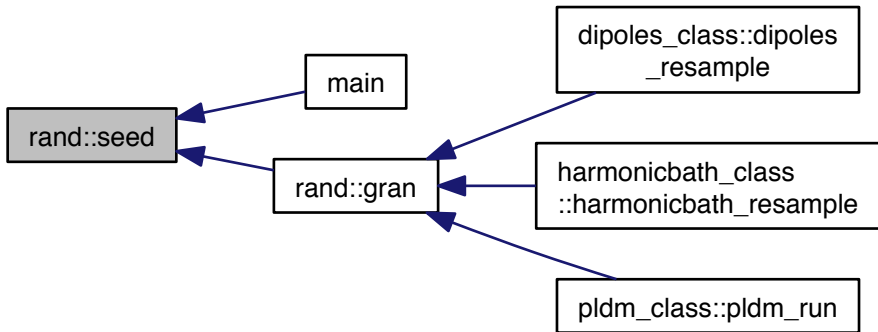 dipoles_class::dipoles
_resample
main
rand::seed
rand::gran
harmonicbath_class
::harmonicbath_resample
pldm_class::pldm_run